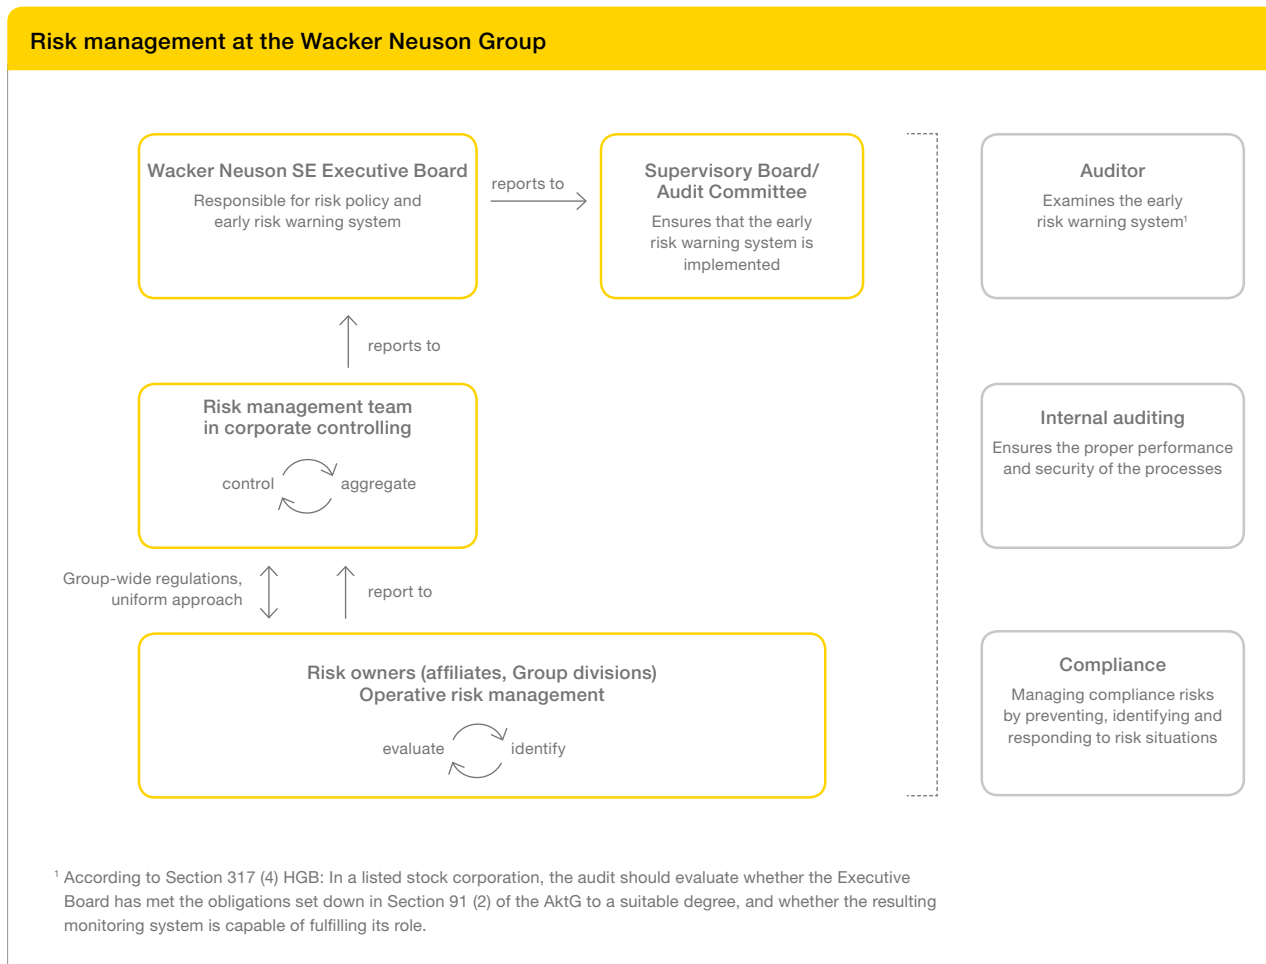 Risk management at the Wacker Neuson Group
Wacker Neuson SE Executive Board
Responsible for risk policy and
early risk warning system
reports to
Supervisory Board/
Audit Committee
Ensures that the early
risk warning system is
implemented
Auditor
Examines the early
risk warning system¹
reports to
Risk management team
in corporate controlling
control
aggregate
Internal auditing
Ensures the proper performance
and security of the processes
Group-wide regulations,
uniform approach
report to
Risk owners (affiliates, Group divisions)
Operative risk management
evaluate
identify
Compliance
Managing compliance risks
by preventing, identifying and
responding to risk situations
¹ According to Section 317 (4) HGB: In a listed stock corporation, the audit should evaluate whether the Executive
Board has met the obligations set down in Section 91 (2) of the AktG to a suitable degree, and whether the resulting
monitoring system is capable of fulfilling its role.